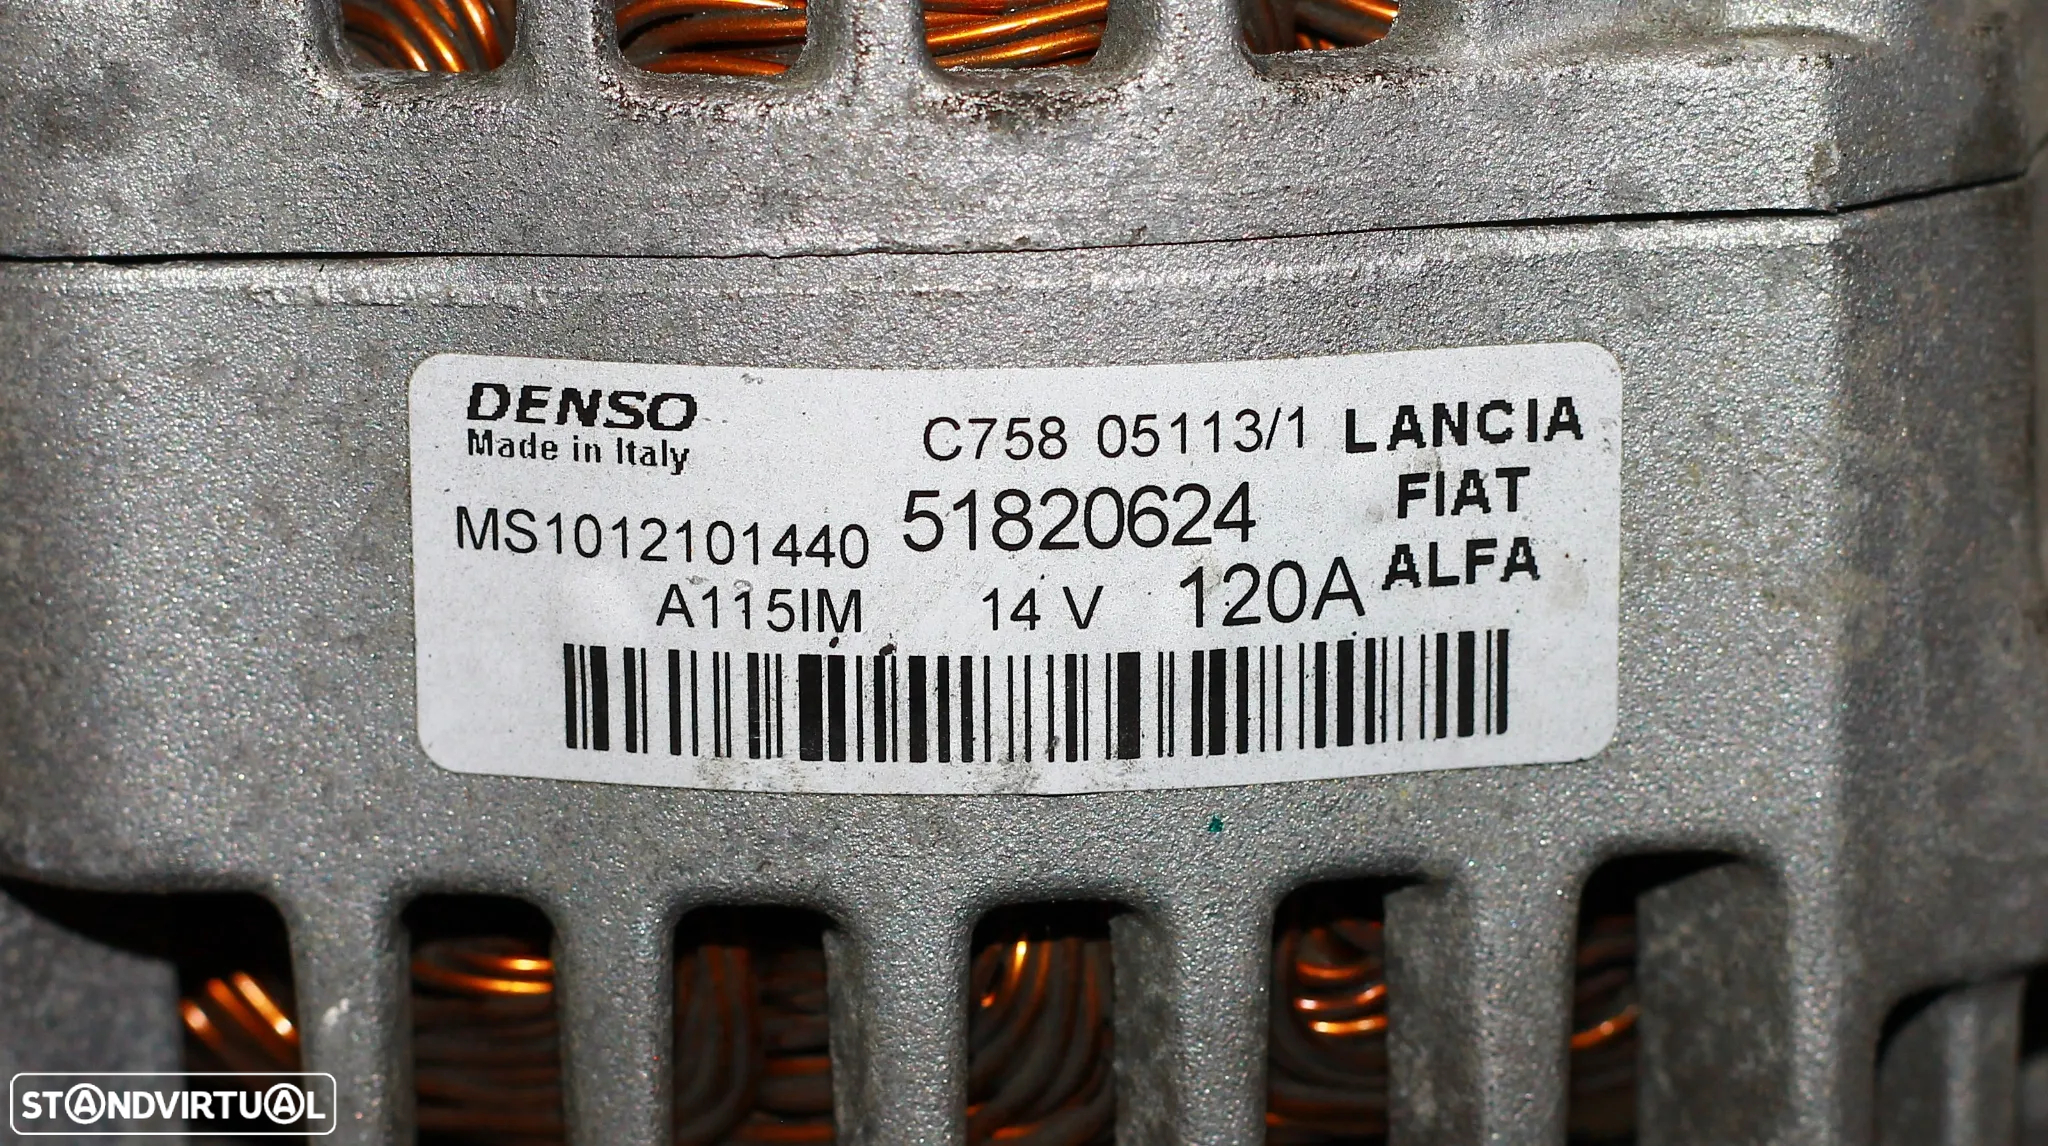 DENSO
Made in Italy
C758 05113/1
LANCIA
MS1012101440
51820624
FIAT
A115IM
14 V
120A
ALFA
STANDVIRTUAL